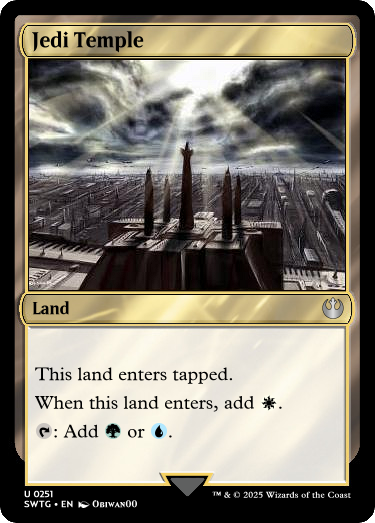 Jedi Temple
Land
This land enters tapped.
When this land enters, add .
: Add or .
U 0251
SWTG • EN Obiwan00
™ & © 2025 Wizards of the Coast